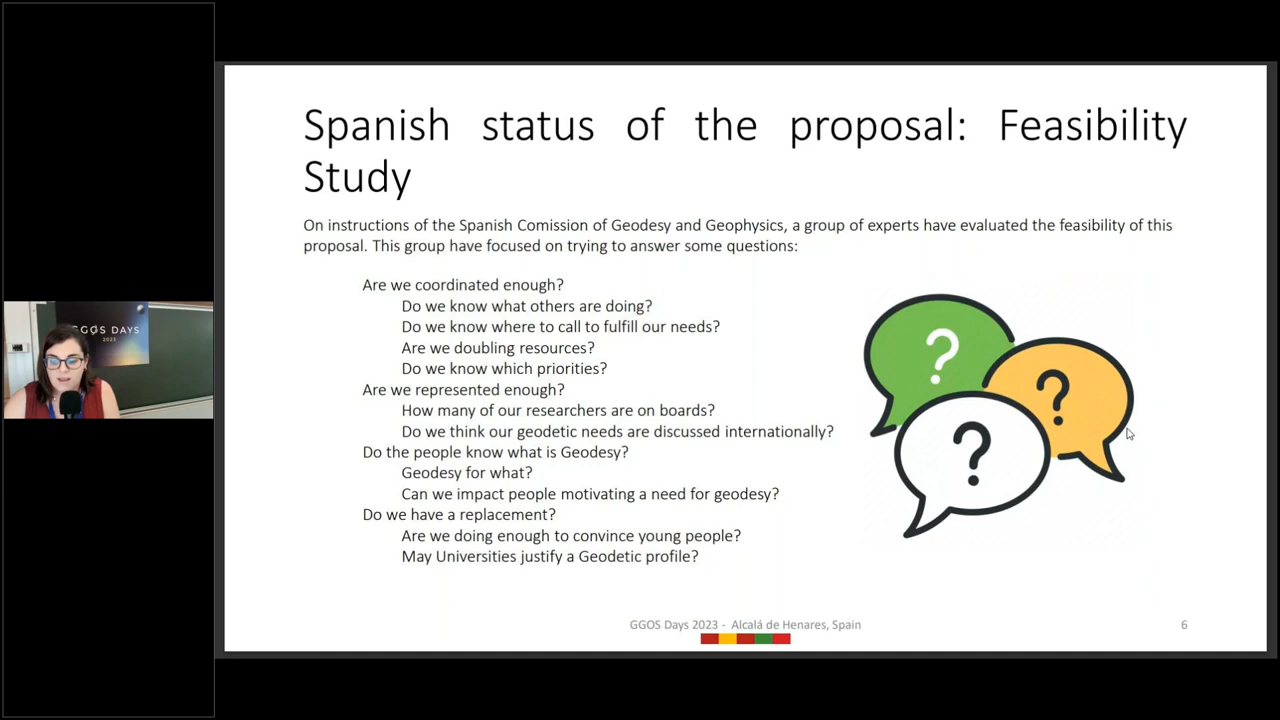 Spanish status of the proposal: Feasibility
Study
On instructions of the Spanish Comission of Geodesy and Geophysics, a group of experts have evaluated the feasibility of this
proposal. This group have focused on trying to answer some questions:
Are we coordinated enough?
Do we know what others are doing?
Do we know where to call to fulfill our needs?
Are we doubling resources?
Do we know which priorities?
Are we represented enough?
How many of our researchers are on boards?
Do we think our geodetic needs are discussed internationally?
Do the people know what is Geodesy?
Geodesy for what?
Can we impact people motivating a need for geodesy?
Do we have a replacement?
Are we doing enough to convince young people?
May Universities justify a Geodetic profile?
?
?
?
GGOS Days 2023 - Alcalá de Henares, Spain
6
GGOS DAYS
2023